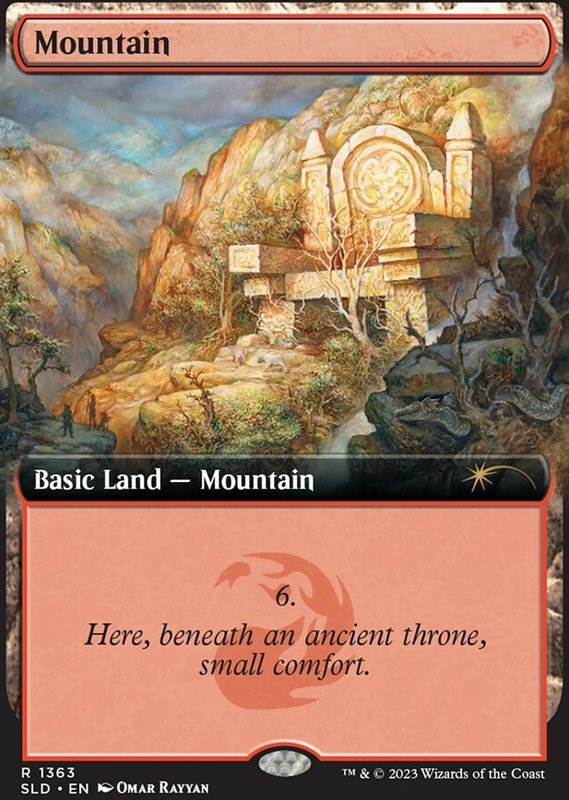 Mountain
Basic Land — Mountain
6.
Here, beneath an ancient throne,
small comfort.
R 1363
SLD • EN Omar Rayyan
™ & © 2023 Wizards of the Coast